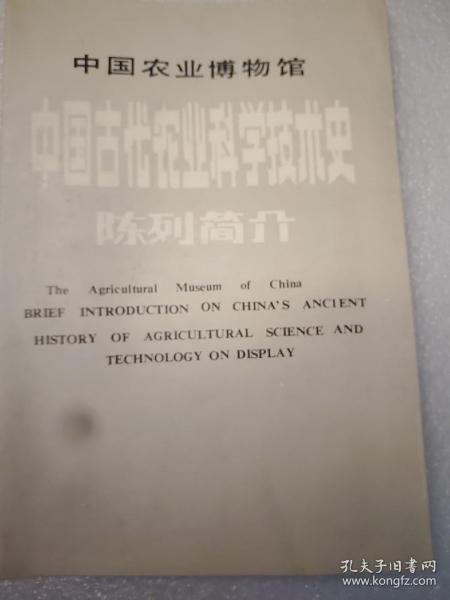 中国农业博物馆
中国古代农业科学技术史
陈列简介
The Agricultural Museum of China
BRIEF INTRODUCTION ON CHINA'S ANCIENT
HISTORY OF AGRICULTURAL SCIENCE AND
TECHNOLOGY ON DISPLAY
孔夫子旧书网
www.kongfz.com